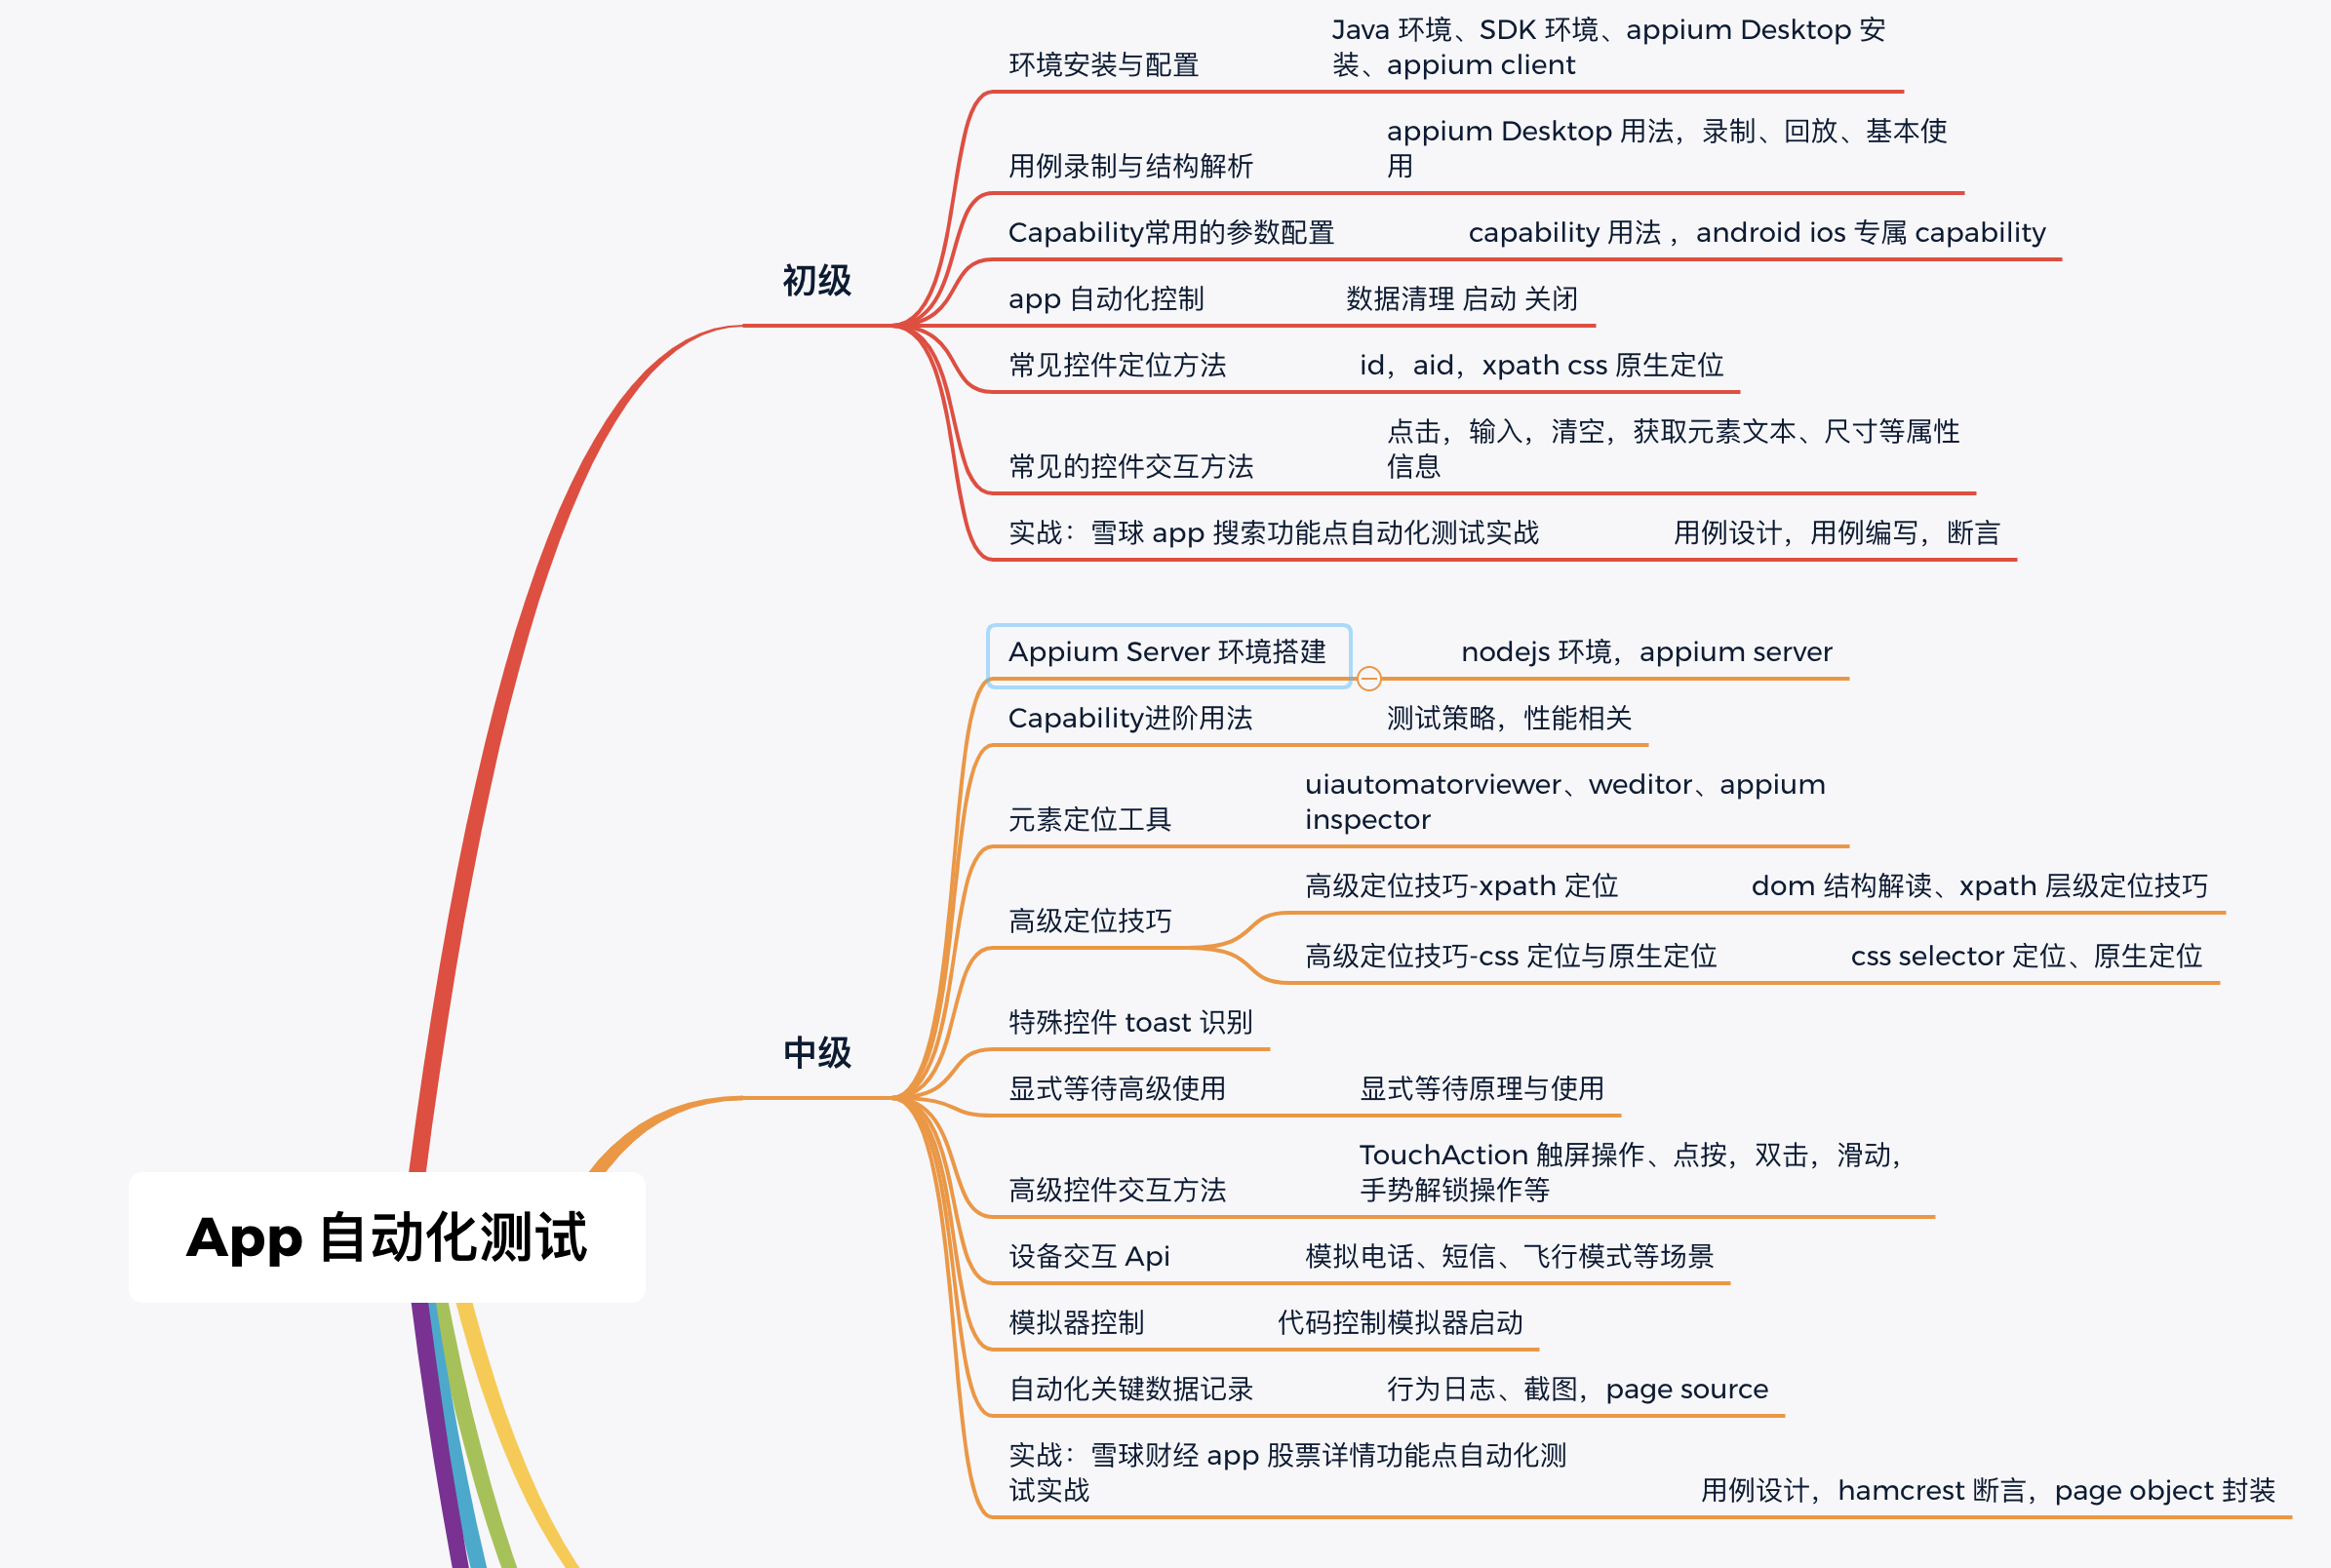 App 自动化测试
初级
环境安装与配置
Java 环境、SDK 环境、appium Desktop 安
装、appium client
用例录制与结构解析
appium Desktop 用法，录制、回放、基本使
用
Capability常用的参数配置
capability 用法 ，android ios 专属 capability
app 自动化控制
数据清理 启动 关闭
常见控件定位方法
id，aid，xpath css 原生定位
常见的控件交互方法
点击，输入，清空，获取元素文本、尺寸等属性
信息
实战：雪球 app 搜索功能点自动化测试实战
用例设计，用例编写，断言
中级
Appium Server 环境搭建
nodejs 环境，appium server
Capability进阶用法
测试策略，性能相关
元素定位工具
uiautomatorviewer、weditor、appium
inspector
高级定位技巧
高级定位技巧-xpath 定位
dom 结构解读、xpath 层级定位技巧
高级定位技巧-css 定位与原生定位
css selector 定位、原生定位
特殊控件 toast 识别
显式等待高级使用
显式等待原理与使用
高级控件交互方法
TouchAction 触屏操作、点按，双击，滑动，
手势解锁操作等
设备交互 Api
模拟电话、短信、飞行模式等场景
模拟器控制
代码控制模拟器启动
自动化关键数据记录
行为日志、截图，page source
实战：雪球财经 app 股票详情功能点自动化测
试实战
用例设计，hamcrest 断言，page object 封装